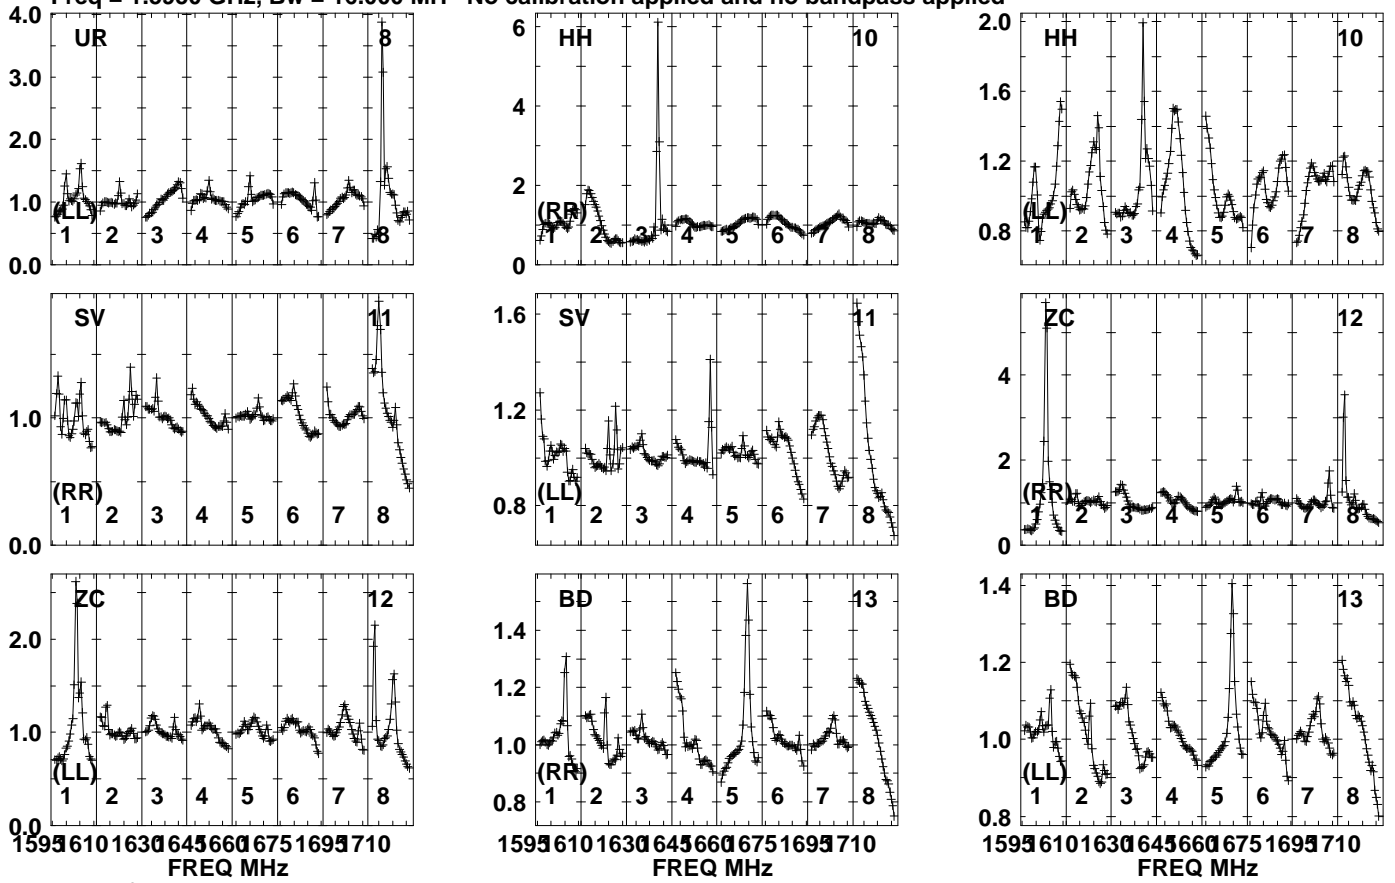 Freq = 1.5950 GHz, Bw = 16.000 MH No calibration applied and no bandpass applied
UR 8
4.0
3.0
2.0
1.0
0.0
(LL)
1 2 3 4 5 6 7 8
HH 10
6
4
2
0
(RR)
1 2 3 4 5 6 7 8
HH 10
2.0
1.6
1.2
0.8
(LL)
1 2 3 4 5 6 7 8
SV 11
1.0
0.0
(RR)
1 2 3 4 5 6 7 8
SV 11
1.6
1.2
0.8
(LL)
1 2 3 4 5 6 7 8
ZC 12
4
2
0
(RR)
1 2 3 4 5 6 7 8
ZC 12
2.0
1.0
0.0
(LL)
1 2 3 4 5 6 7 8
1595 1610 1630 1645 1660 1675 1695 1710
FREQ MHz
BD 13
1.4
1.2
1.0
0.8
(RR)
1 2 3 4 5 6 7 8
1595 1610 1630 1645 1660 1675 1695 1710
FREQ MHz
BD 13
1.4
1.2
1.0
0.8
(LL)
1 2 3 4 5 6 7 8
1595 1610 1630 1645 1660 1675 1695 1710
FREQ MHz